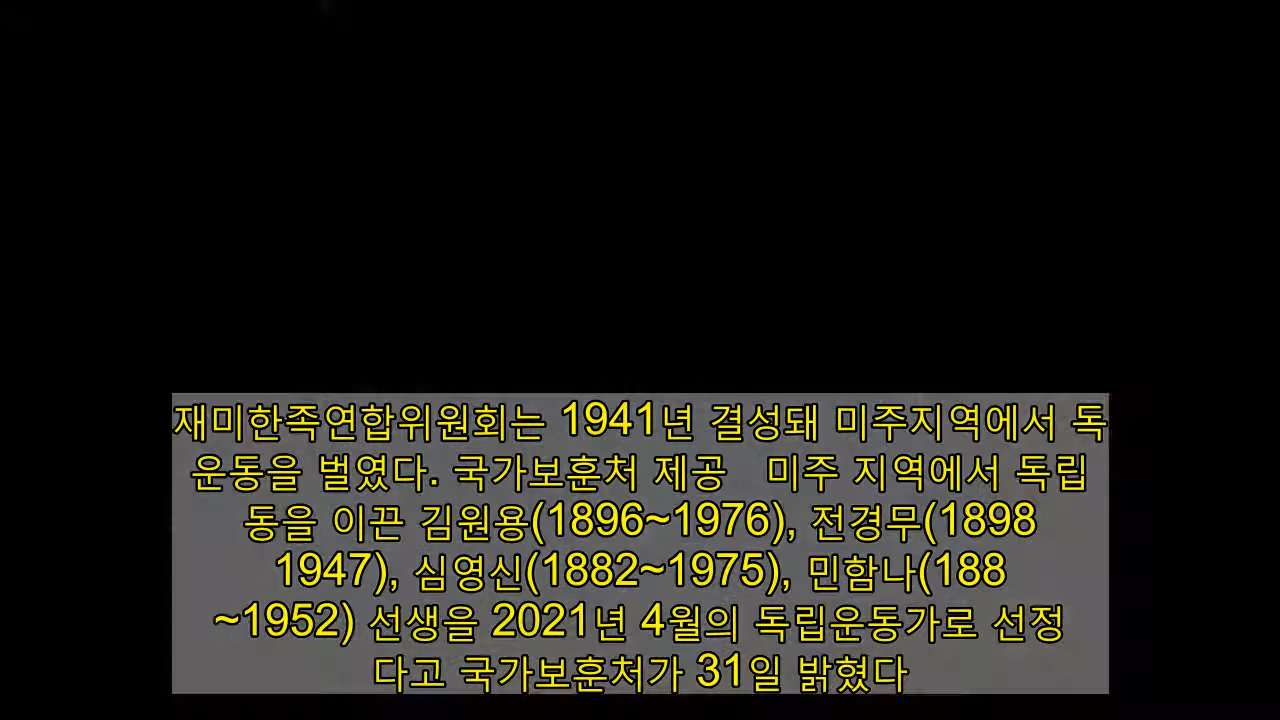 재미한족연합위원회는 1941년 결성돼 미주지역에서 독
운동을 벌였다. 국가보훈처 제공 미주 지역에서 독립
동을 이끈 김원용(1896~1976), 전경무(1898
1947), 심영신(1882~1975), 민함나(188
~1952) 선생을 2021년 4월의 독립운동가로 선정
다고 국가보훈처가 31일 밝혔다